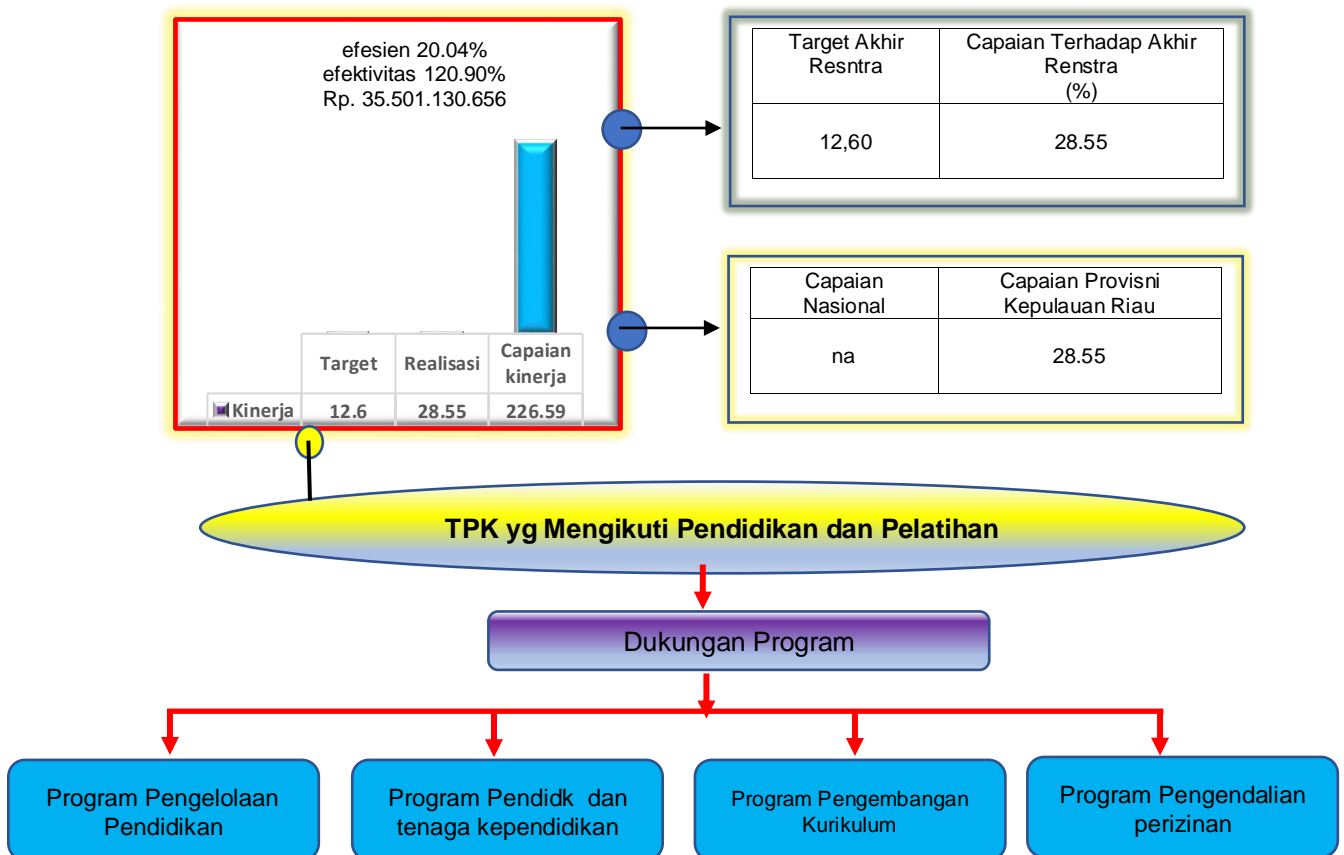 efesien 20.04%
efektivitas 120.90%
Rp. 35.501.130.656
Target Realisasi Capaian kinerja
Kinerja 12.6 28.55 226.59
Target Akhir Resntra
Capaian Terhadap Akhir Renstra (%)
12,60 28.55
Capaian Nasional
Capaian Provisni Kepulauan Riau
na 28.55
TPK yg Mengikuti Pendidikan dan Pelatihan
Dukungan Program
Program Pengelolaan
Pendidikan
Program Pendidk dan
tenaga kependidikan
Program Pengembangan
Kurikulum
Program Pengendalian
perizinan